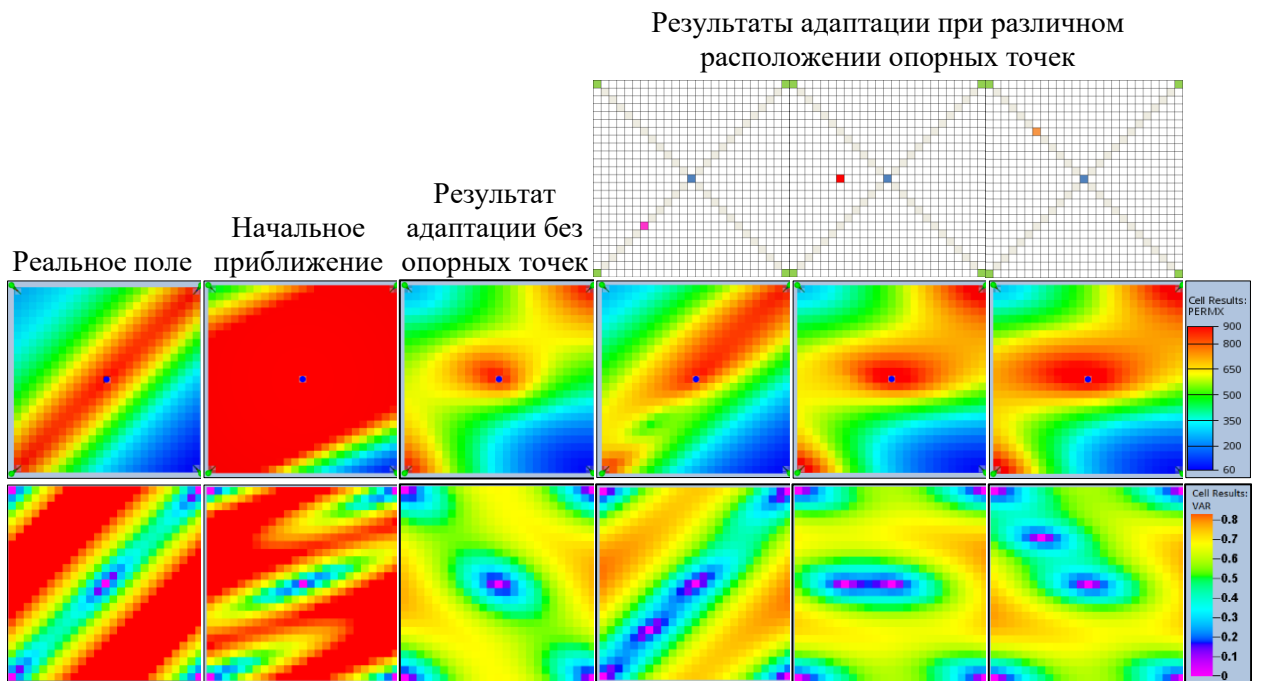 Результаты адаптации при различном
расположении опорных точек
Результат
адаптации без
опорных точек
Начальное
приближение
Реальное поле
Cell Results:
PERMX
900
800
650
500
350
200
60
Cell Results:
VAR
0.8
0.7
0.6
0.5
0.4
0.3
0.2
0.1
0